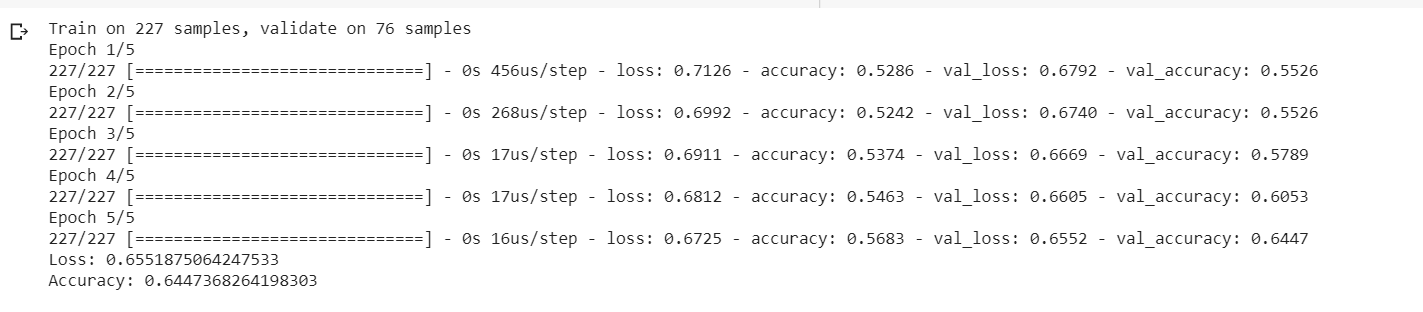 Train on 227 samples, validate on 76 samples
Epoch 1/5
227/227 [==============================] - 0s 456us/step - loss: 0.7126 - accuracy: 0.5286 - val_loss: 0.6792 - val_accuracy: 0.5526
Epoch 2/5
227/227 [==============================] - 0s 268us/step - loss: 0.6992 - accuracy: 0.5242 - val_loss: 0.6740 - val_accuracy: 0.5526
Epoch 3/5
227/227 [==============================] - 0s 17us/step - loss: 0.6911 - accuracy: 0.5374 - val_loss: 0.6669 - val_accuracy: 0.5789
Epoch 4/5
227/227 [==============================] - 0s 17us/step - loss: 0.6812 - accuracy: 0.5463 - val_loss: 0.6605 - val_accuracy: 0.6053
Epoch 5/5
227/227 [==============================] - 0s 16us/step - loss: 0.6725 - accuracy: 0.5683 - val_loss: 0.6552 - val_accuracy: 0.6447
Loss: 0.6551875064247533
Accuracy: 0.6447368264198303